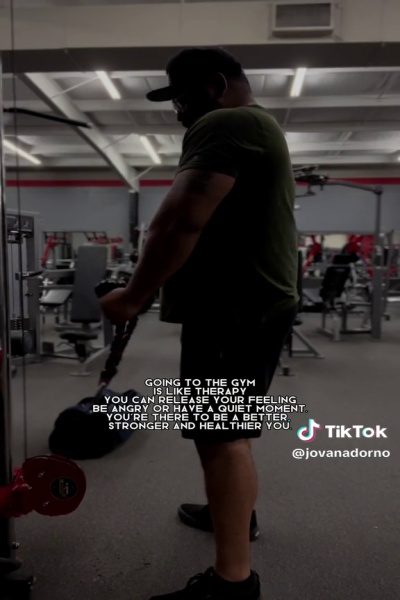 GOING TO THE GYM
IS LIKE THERAPY
YOU CAN RELEASE YOUR FEELING
BE ANGRY OR HAVE A QUIET MOMENT.
YOU'RE THERE TO BE A BETTER
STRONGER AND HEALTHIER YOU.
TikTok
@jovanadorno